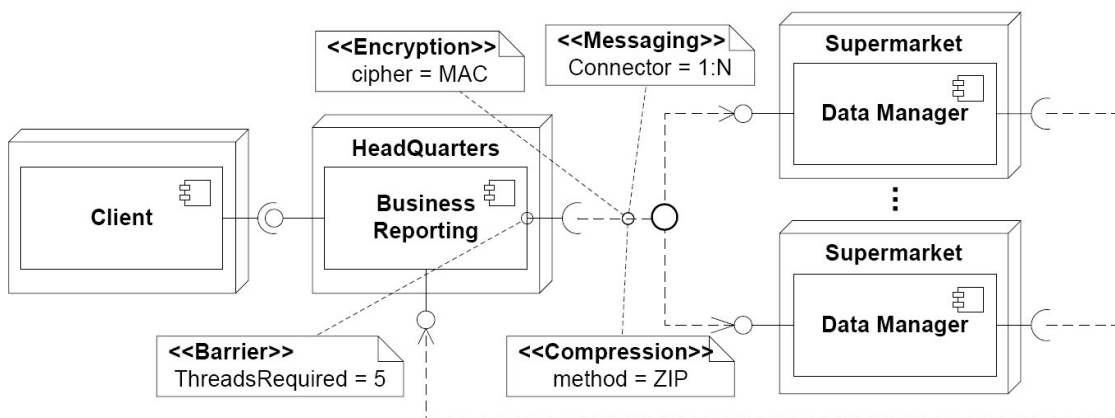 <<Encryption>>
cipher = MAC
<<Messaging>>
Connector = 1:N
Supermarket
Data Manager
HeadQuarters
Client
Business
Reporting
Supermarket
Data Manager
<<Barrier>>
ThreadsRequired = 5
<<Compression>>
method = ZIP